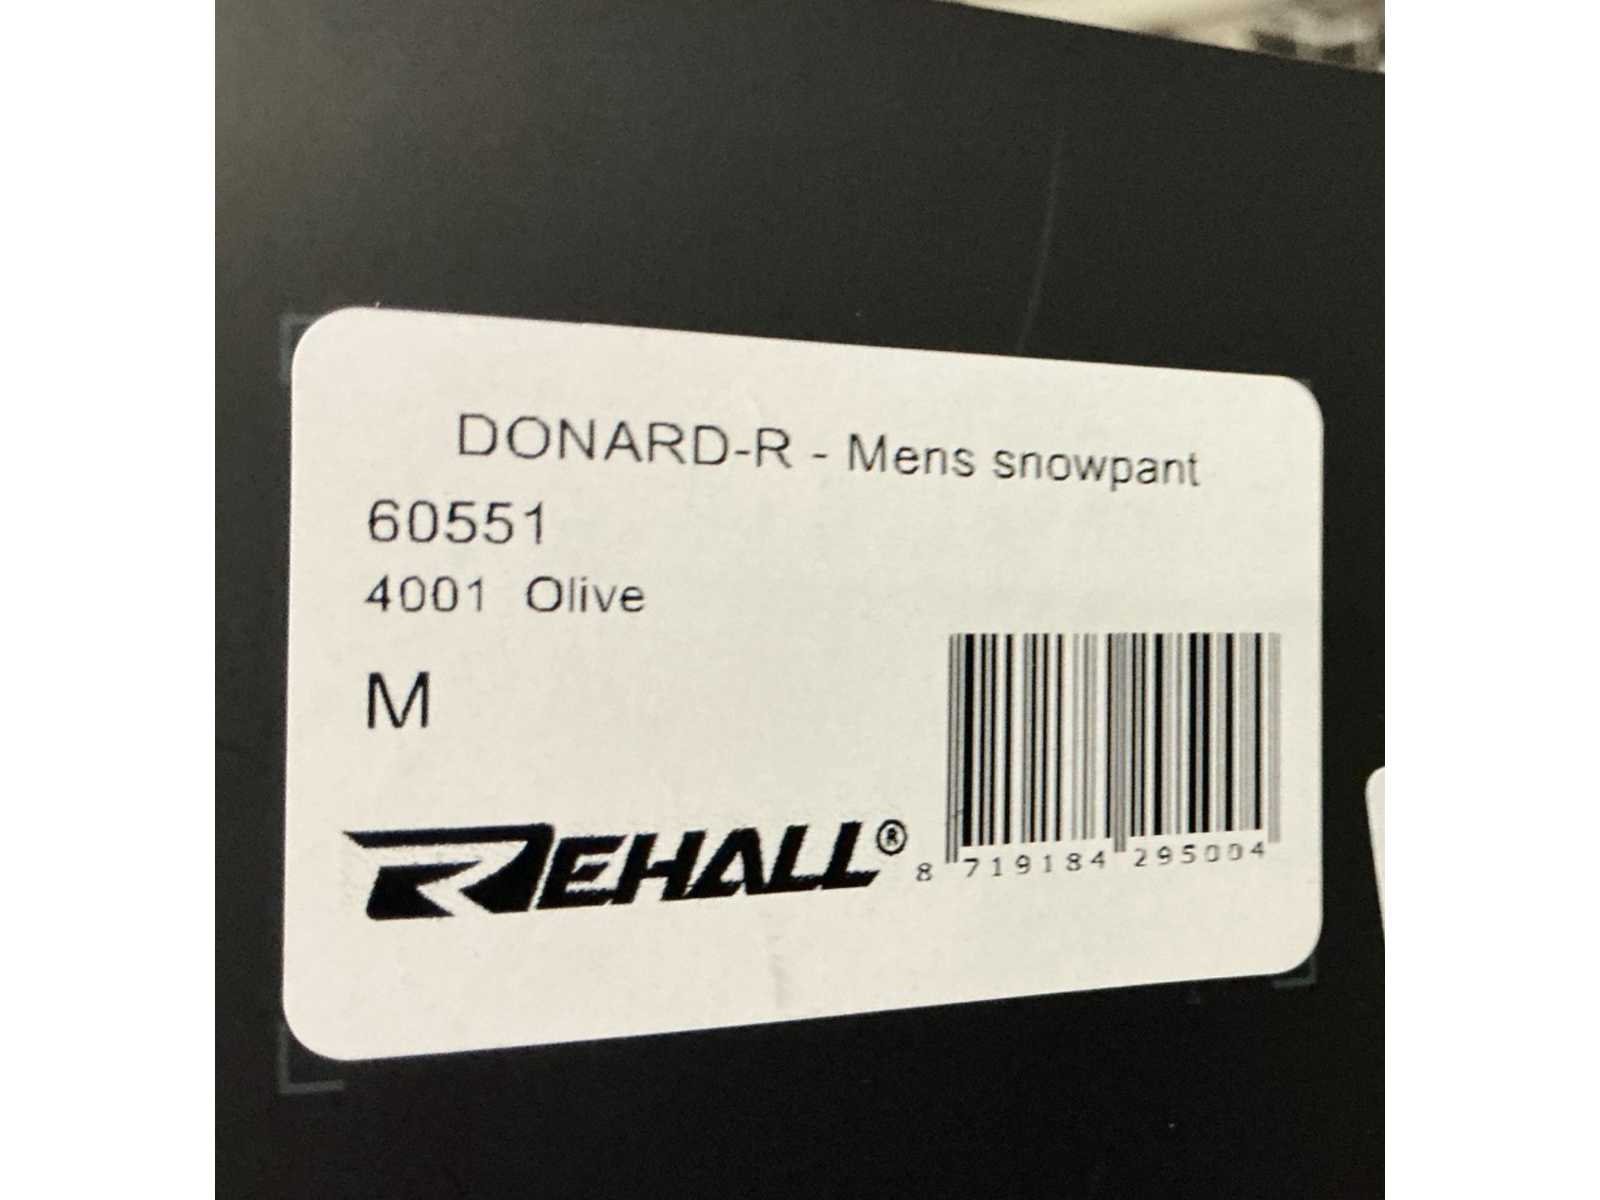 DONARD-R - Mens snowpant
60551
4001 Olive
M
REHALL®
8 719184 295004